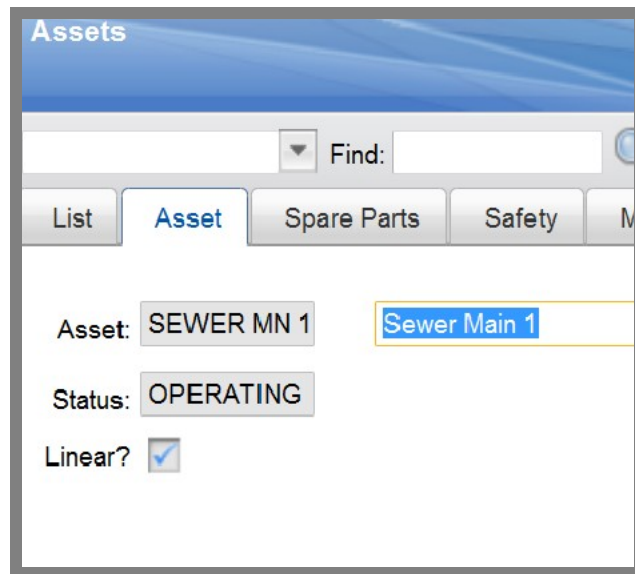 Assets
Find:
List Asset Spare Parts Safety
Asset: SEWER MN 1 Sewer Main 1
Status: OPERATING
Linear?